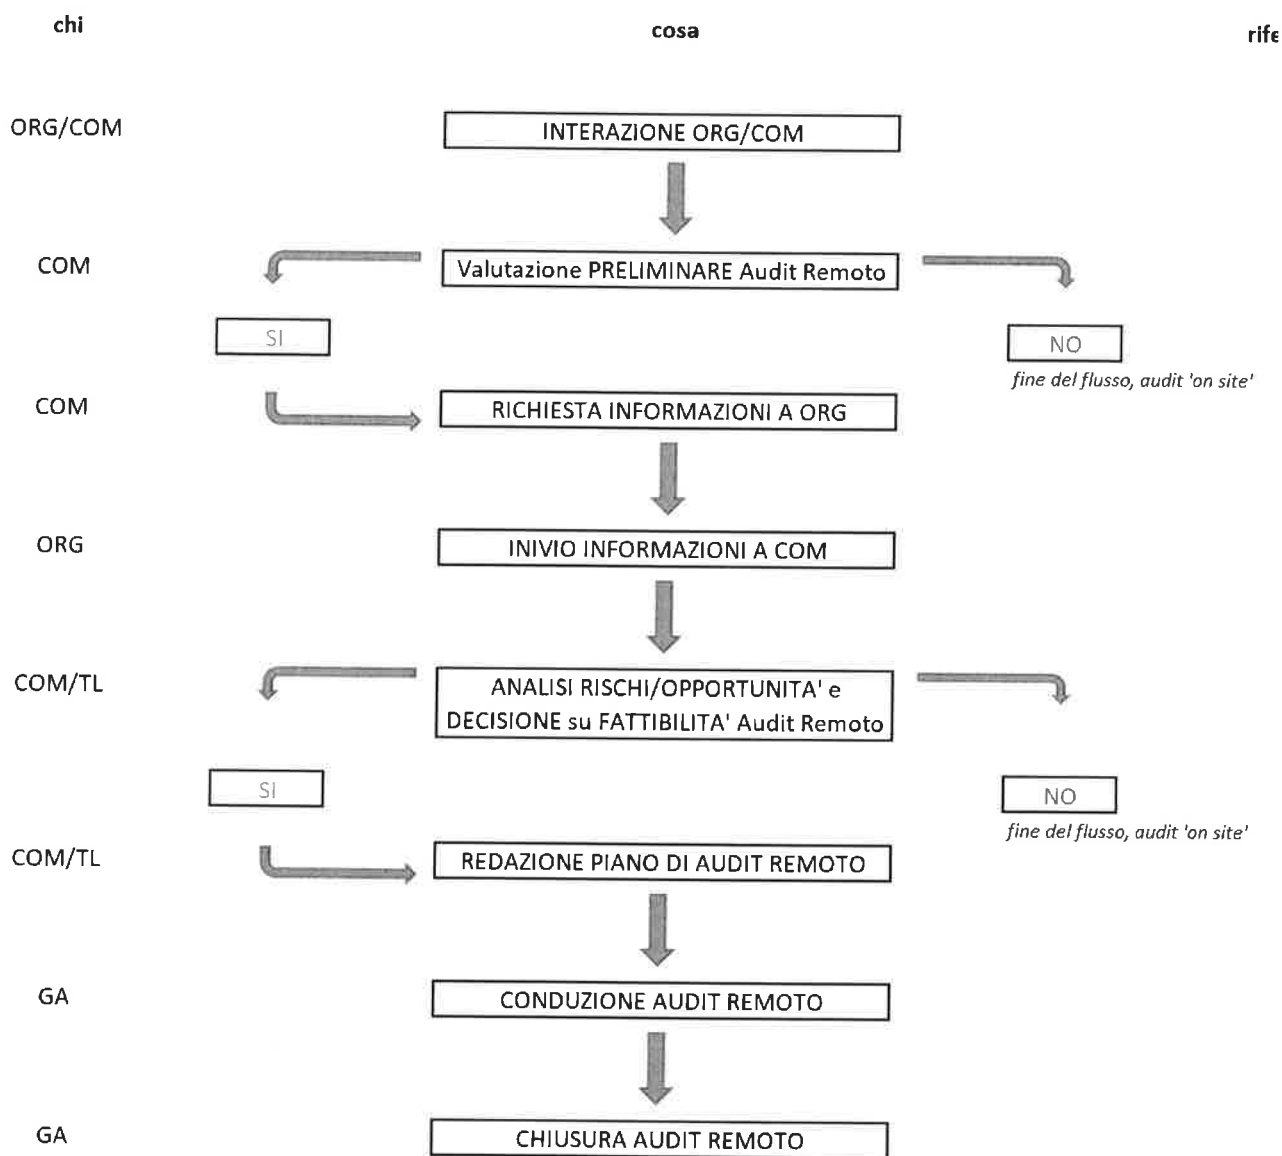 chi
cosa
rife
ORG/COM
INTERAZIONE ORG/COM
COM
Valutazione PRELIMINARE Audit Remoto
SI
NO
fine del flusso, audit 'on site'
COM
RICHIESTA INFORMAZIONI A ORG
ORG
INIVIO INFORMAZIONI A COM
COM/TL
ANALISI RISCHI/OPPORTUNITA' e
DECISIONE su FATTIBILITA' Audit Remoto
SI
NO
fine del flusso, audit 'on site'
COM/TL
REDAZIONE PIANO DI AUDIT REMOTO
GA
CONDUZIONE AUDIT REMOTO
GA
CHIUSURA AUDIT REMOTO